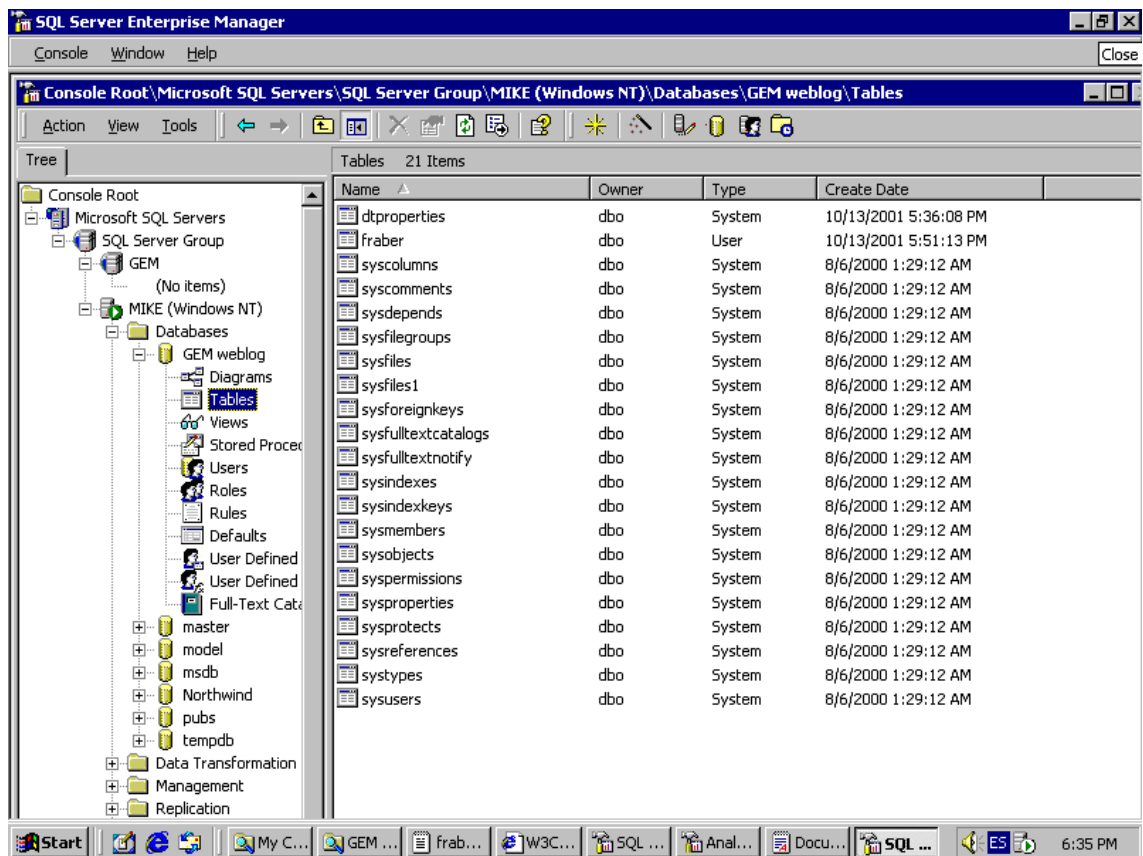 SQL Server Enterprise Manager
Console Window Help
Close
Console Root\Microsoft SQL Servers\SQL Server Group\MIKE (Windows NT)\Databases\GEM weblog\Tables
Action View Tools
Tree
Tables 21 Items
Console Root
Microsoft SQL Servers
SQL Server Group
GEM
(No items)
MIKE (Windows NT)
Databases
GEM weblog
Diagrams
Tables
Views
Stored Proced
Users
Roles
Rules
Defaults
User Defined
User Defined
Full-Text Cata
master
model
msdb
Northwind
pubs
tempdb
Data Transformation
Management
Replication
Name Owner Type Create Date
dtproperties dbo System 10/13/2001 5:36:08 PM
fraber dbo User 10/13/2001 5:51:13 PM
syscolumns dbo System 8/6/2000 1:29:12 AM
syscomments dbo System 8/6/2000 1:29:12 AM
sysdepends dbo System 8/6/2000 1:29:12 AM
sysfilegroups dbo System 8/6/2000 1:29:12 AM
sysfiles dbo System 8/6/2000 1:29:12 AM
sysfiles1 dbo System 8/6/2000 1:29:12 AM
sysforeignkeys dbo System 8/6/2000 1:29:12 AM
sysfulltextcatalogs dbo System 8/6/2000 1:29:12 AM
sysfulltextnotify dbo System 8/6/2000 1:29:12 AM
sysindexes dbo System 8/6/2000 1:29:12 AM
sysindexkeys dbo System 8/6/2000 1:29:12 AM
sysmembers dbo System 8/6/2000 1:29:12 AM
sysobjects dbo System 8/6/2000 1:29:12 AM
syspermissions dbo System 8/6/2000 1:29:12 AM
sysproperties dbo System 8/6/2000 1:29:12 AM
sysprotects dbo System 8/6/2000 1:29:12 AM
sysreferences dbo System 8/6/2000 1:29:12 AM
systypes dbo System 8/6/2000 1:29:12 AM
sysusers dbo System 8/6/2000 1:29:12 AM
Start My C... GEM ... frab... W3C... SQL ... Anal... Docu... SQL ... ES 6:35 PM